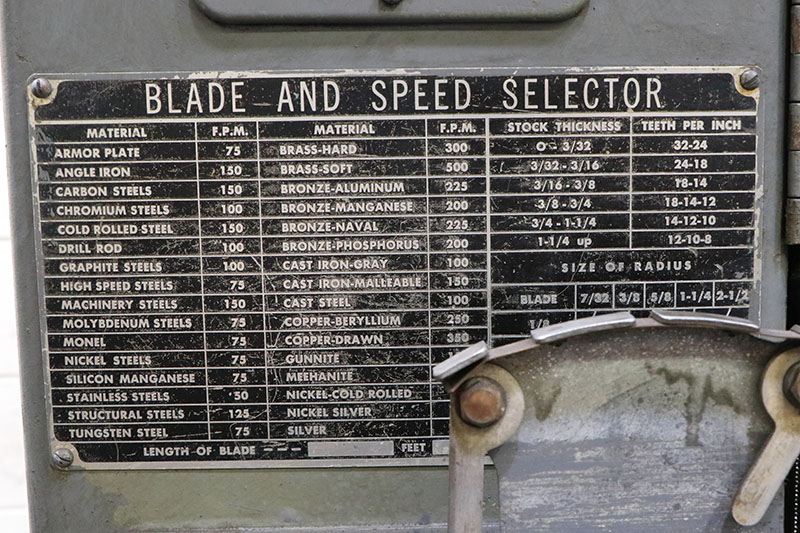 BLADE AND SPEED SELECTOR
MATERIAL F.P.M. MATERIAL F.P.M. STOCK THICKNESS TEETH PER INCH
ARMOR PLATE 75 BRASS-HARD 300 0 - 3/32 32-24
ANGLE IRON 150 BRASS-SOFT 500 3/32 - 3/16 24-18
CARBON STEELS 150 BRONZE-ALUMINUM 225 3/16 - 3/8 18-14
CHROMIUM STEELS 100 BRONZE-MANGANESE 200 3/8 - 3/4 18-14-12
COLD ROLLED STEEL 150 BRONZE-NAVAL 225 3/4 - 1-1/4 14-12-10
DRILL ROD 100 BRONZE-PHOSPHORUS 200 1-1/4 up 12-10-8
GRAPHITE STEELS 100 CAST IRON-GRAY 100 SIZE OF RADIUS
HIGH SPEED STEELS 75 CAST IRON-MALLEABLE 150
MACHINERY STEELS 150 CAST STEEL 100 BLADE 7/32 3/8 5/8 1-1/4 2-1/2
MOLYBDENUM STEELS 75 COPPER-BERYLLIUM 250 1/8
MONEL 75 COPPER-DRAWN 350
NICKEL STEELS 75 GUNNITE
SILICON MANGANESE 75 MEEHANITE
STAINLESS STEELS 50 NICKEL-COLD ROLLED
STRUCTURAL STEELS 125 NICKEL SILVER
TUNGSTEN STEEL 75 SILVER
LENGTH OF BLADE --- FEET